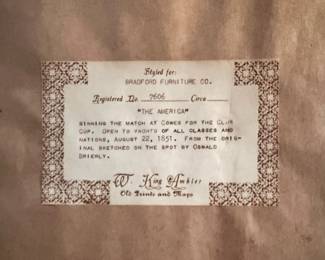 Styled for:
BRADFORD FURNITURE CO.
Registered No. 7606 Circa
"THE AMERICA"
WINNING THE MATCH AT COWES FOR THE CLUB
CUP. OPEN TO YACHTS OF ALL CLASSES AND
NATIONS, AUGUST 22, 1851. FROM THE ORIG-
INAL SKETCHED ON THE SPOT BY OSWALD
BRIERLY.
W. King Ambler
Old Prints and Maps